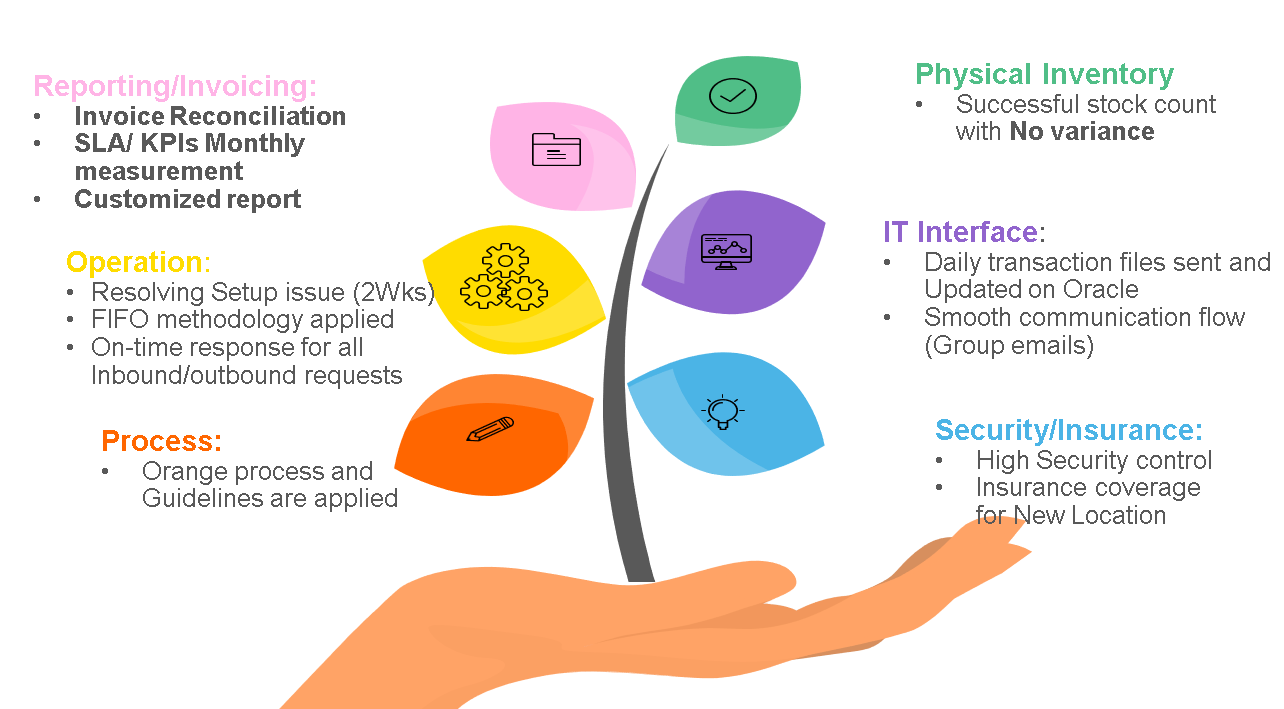 Reporting/Invoicing:
• Invoice Reconciliation
• SLA/ KPIs Monthly
measurement
• Customized report
Operation:
• Resolving Setup issue (2Wks)
• FIFO methodology applied
• On-time response for all
Inbound/outbound requests
Process:
• Orange process and
Guidelines are applied
Physical Inventory
• Successful stock count
with No variance
IT Interface:
• Daily transaction files sent and
Updated on Oracle
• Smooth communication flow
(Group emails)
Security/Insurance:
• High Security control
• Insurance coverage
for New Location